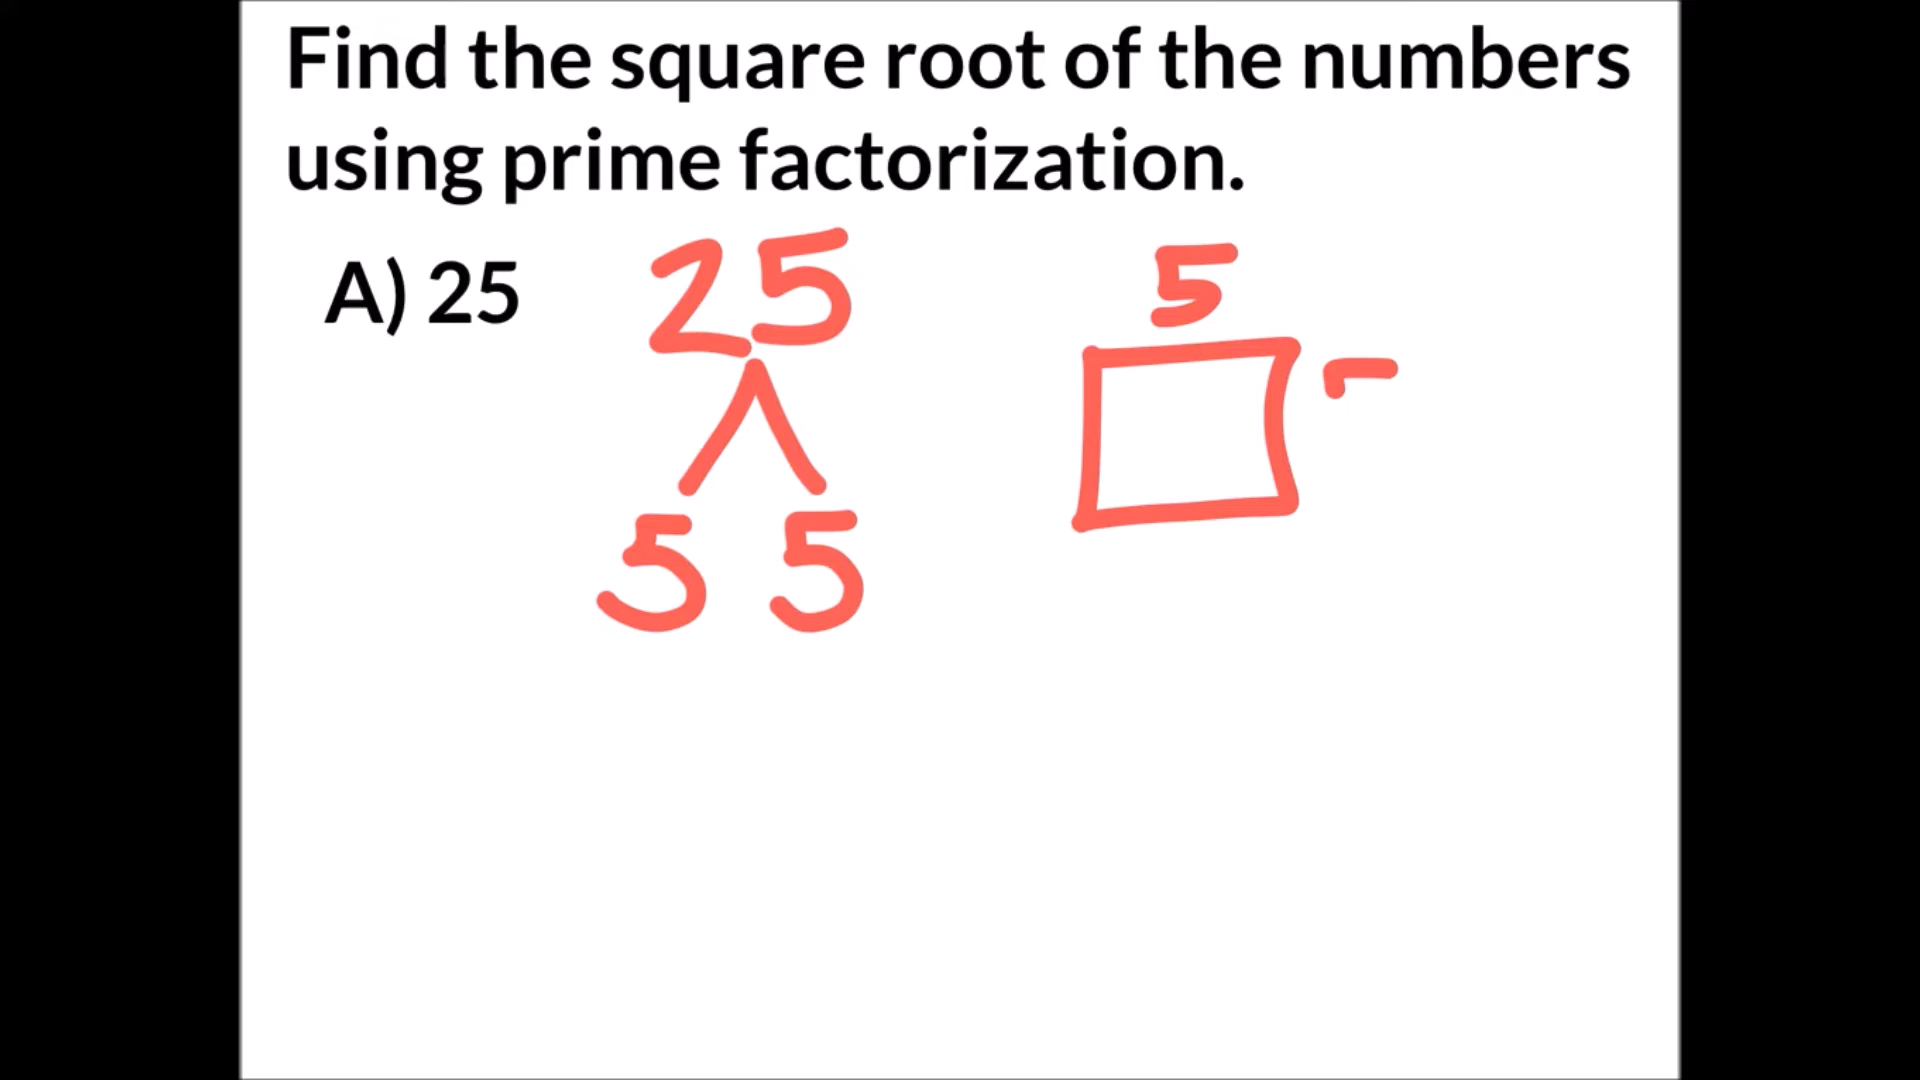 Find the square root of the numbers
using prime factorization.
A) 25
25
5 5
5